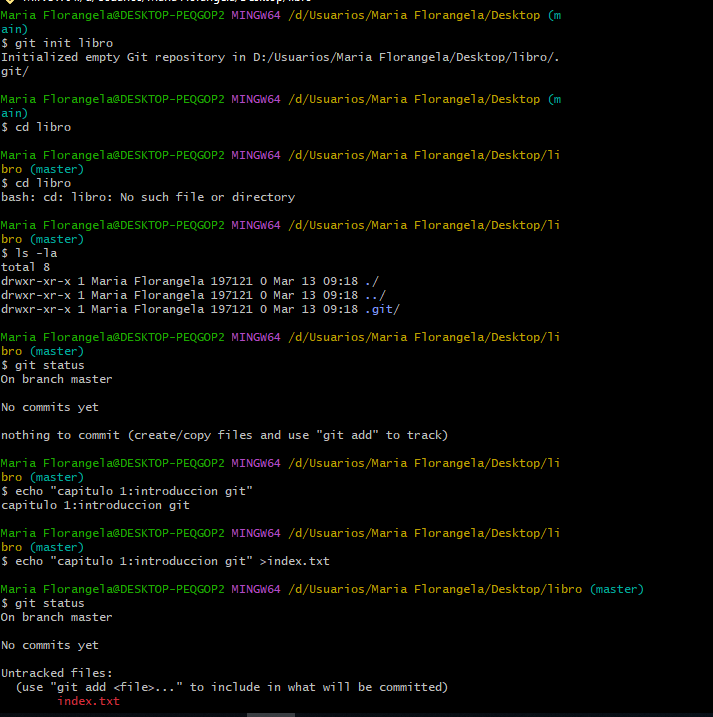 Maria Florangela@DESKTOP-PEQGOP2 MINGW64 /d/Usuarios/Maria Florangela/Desktop (m
ain)
$ git init libro
Initialized empty Git repository in D:/Usuarios/Maria Florangela/Desktop/libro/.
git/
Maria Florangela@DESKTOP-PEQGOP2 MINGW64 /d/Usuarios/Maria Florangela/Desktop (m
ain)
$ cd libro
Maria Florangela@DESKTOP-PEQGOP2 MINGW64 /d/Usuarios/Maria Florangela/Desktop/li
bro (master)
$ cd libro
bash: cd: libro: No such file or directory
Maria Florangela@DESKTOP-PEQGOP2 MINGW64 /d/Usuarios/Maria Florangela/Desktop/li
bro (master)
$ ls -la
total 8
drwxr-xr-x 1 Maria Florangela 197121 0 Mar 13 09:18 ./
drwxr-xr-x 1 Maria Florangela 197121 0 Mar 13 09:18 ../
drwxr-xr-x 1 Maria Florangela 197121 0 Mar 13 09:18 .git/
Maria Florangela@DESKTOP-PEQGOP2 MINGW64 /d/Usuarios/Maria Florangela/Desktop/li
bro (master)
$ git status
On branch master
No commits yet
nothing to commit (create/copy files and use "git add" to track)
Maria Florangela@DESKTOP-PEQGOP2 MINGW64 /d/Usuarios/Maria Florangela/Desktop/li
bro (master)
$ echo "capitulo 1:introduccion git"
capitulo 1:introduccion git
Maria Florangela@DESKTOP-PEQGOP2 MINGW64 /d/Usuarios/Maria Florangela/Desktop/li
bro (master)
$ echo "capitulo 1:introduccion git" >index.txt
Maria Florangela@DESKTOP-PEQGOP2 MINGW64 /d/Usuarios/Maria Florangela/Desktop/libro (master)
$ git status
On branch master
No commits yet
Untracked files:
  (use "git add <file>..." to include in what will be committed)
        index.txt